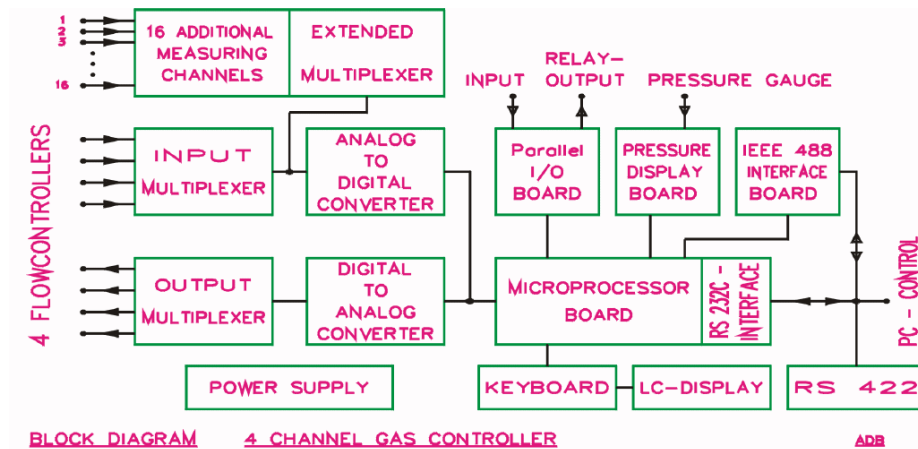 1
2
3
16
16 ADDITIONAL
MEASURING
CHANNELS
EXTENDED
MULTIPLEXER
INPUT
RELAY-
OUTPUT
PRESSURE GAUGE
4 FLOWCONTROLLERS
INPUT
MULTIPLEXER
ANALOG
TO
DIGITAL
CONVERTER
Parallel
I/O
BOARD
PRESSURE
DISPLAY
BOARD
IEEE 488
INTERFACE
BOARD
OUTPUT
MULTIPLEXER
DIGITAL
TO
ANALOG
CONVERTER
MICROPROCESSOR
BOARD
RS 232C -
INTERFACE
PC - CONTROL
POWER SUPPLY
KEYBOARD
LC-DISPLAY
RS 422
BLOCK DIAGRAM
4 CHANNEL GAS CONTROLLER
ADB